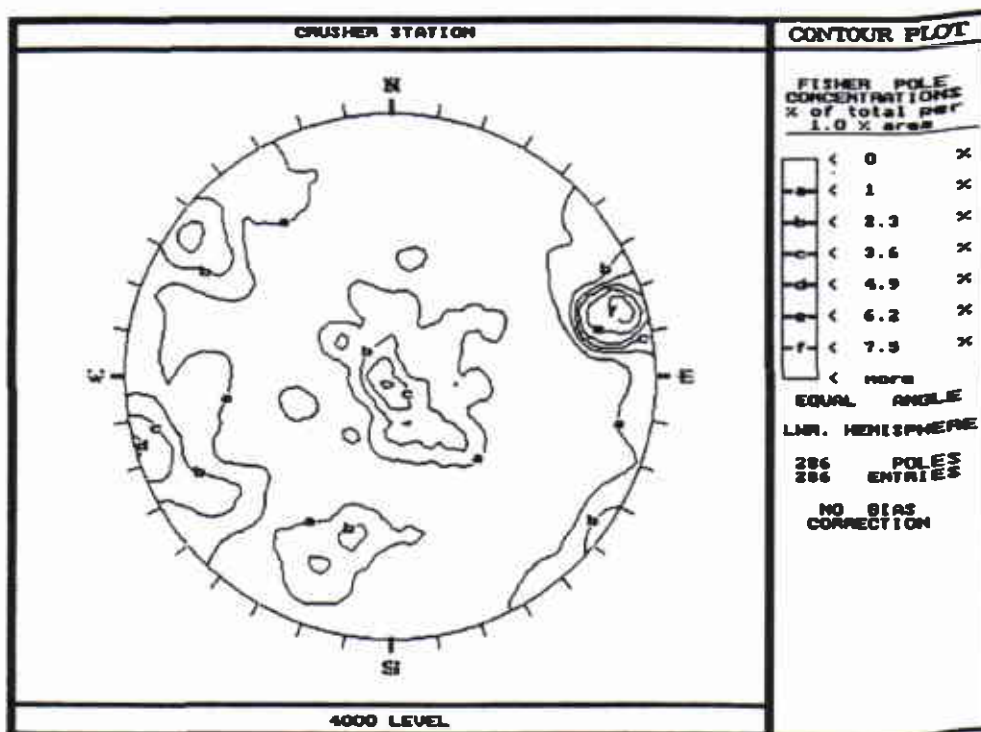 CRUSHER STATION
CONTOUR PLOT
FISHER POLE
CONCENTRATIONS
% of total per
1.0 % area
< 0 %
a < 1 %
b < 2.3 %
c < 3.6 %
d < 4.9 %
e < 6.2 %
f < 7.5 %
< more
EQUAL ANGLE
LWR. HEMISPHERE
286 POLES
286 ENTRIES
NO BIAS
CORRECTION
N
a
b
b
b
f
e
c
b
W
E
c
a
a
c
d
b
a
a
b
b
S
4000 LEVEL